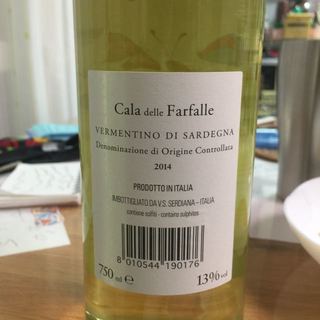 Cala delle Farfalle
VERMENTINO DI SARDEGNA
Denominazione di Origine Controllata
2014
PRODOTTO IN ITALIA
IMBOTTIGLIATO DA V.S. SERDIANA – ITALIA
contiene solfiti - contains sulphites
750 ml ℮
13% vol
8 010544 190176